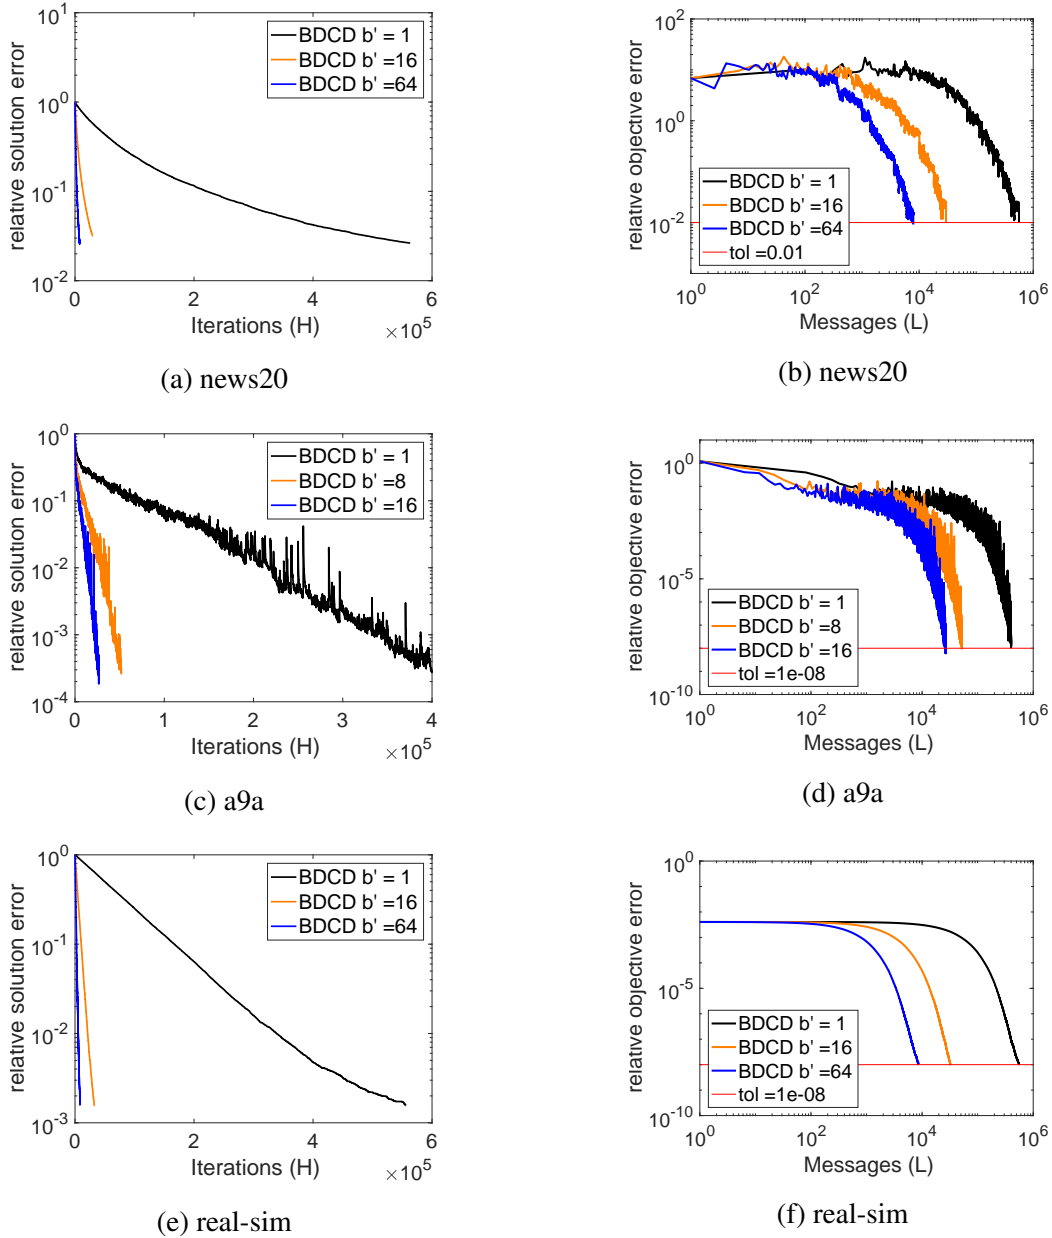 10^1
10^0
10^-1
10^-2
relative solution error
BDCD b' = 1
BDCD b' =16
BDCD b' =64
0 2 4 6
Iterations (H)
×10^5
(a) news20
10^2
10^0
10^-2
relative objective error
BDCD b' = 1
BDCD b' =16
BDCD b' =64
tol =0.01
10^0 10^2 10^4 10^6
Messages (L)
(b) news20
10^0
10^-1
10^-2
10^-3
10^-4
relative solution error
BDCD b' = 1
BDCD b' =8
BDCD b' =16
0 1 2 3 4
Iterations (H)
×10^5
(c) a9a
10^0
10^-5
10^-10
relative objective error
BDCD b' = 1
BDCD b' =8
BDCD b' =16
tol =1e-08
10^0 10^2 10^4 10^6
Messages (L)
(d) a9a
10^0
10^-1
10^-2
10^-3
relative solution error
BDCD b' = 1
BDCD b' =16
BDCD b' =64
0 2 4 6
Iterations (H)
×10^5
(e) real-sim
10^0
10^-5
10^-10
relative objective error
BDCD b' = 1
BDCD b' =16
BDCD b' =64
tol =1e-08
10^0 10^2 10^4 10^6
Messages (L)
(f) real-sim